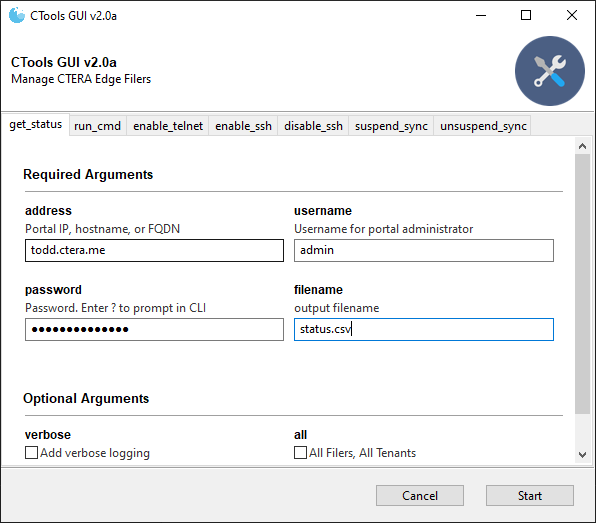 CTools GUI v2.0a
CTools GUI v2.0a
Manage CTERA Edge Filers
get_status run_cmd enable_telnet enable_ssh disable_ssh suspend_sync unsuspend_sync
Required Arguments
address username
Portal IP, hostname, or FQDN Username for portal administrator
todd.ctera.me admin
password filename
Password. Enter ? to prompt in CLI output filename
●●●●●●●●●●●●●● status.csv
Optional Arguments
verbose all
Add verbose logging All Filers, All Tenants
Cancel Start